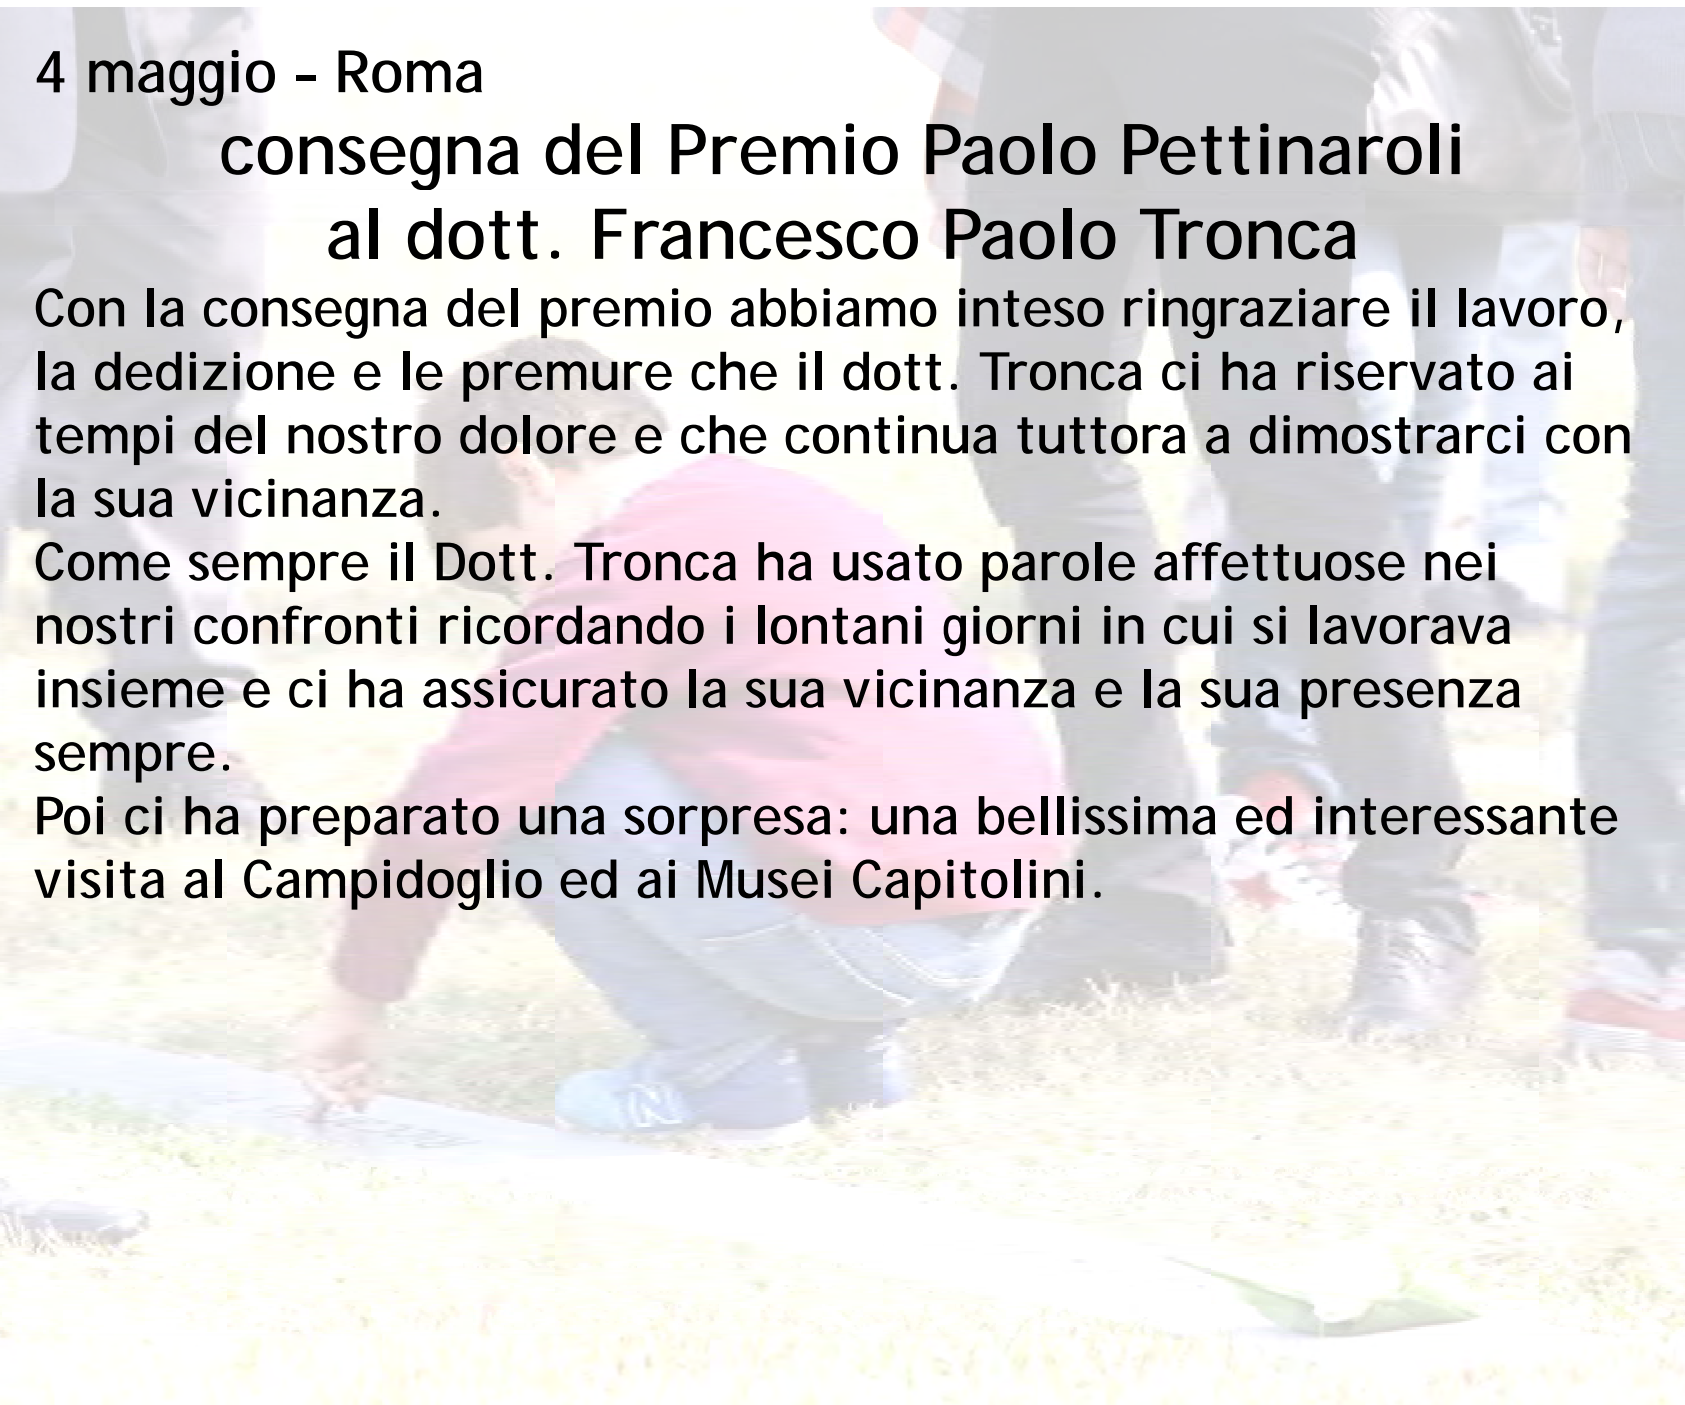 4 maggio – Roma
consegna del Premio Paolo Pettinaroli
al dott. Francesco Paolo Tronca
Con la consegna del premio abbiamo inteso ringraziare il lavoro,
la dedizione e le premure che il dott. Tronca ci ha riservato ai
tempi del nostro dolore e che continua tuttora a dimostrarci con
la sua vicinanza.
Come sempre il Dott. Tronca ha usato parole affettuose nei
nostri confronti ricordando i lontani giorni in cui si lavorava
insieme e ci ha assicurato la sua vicinanza e la sua presenza
sempre.
Poi ci ha preparato una sorpresa: una bellissima ed interessante
visita al Campidoglio ed ai Musei Capitolini.